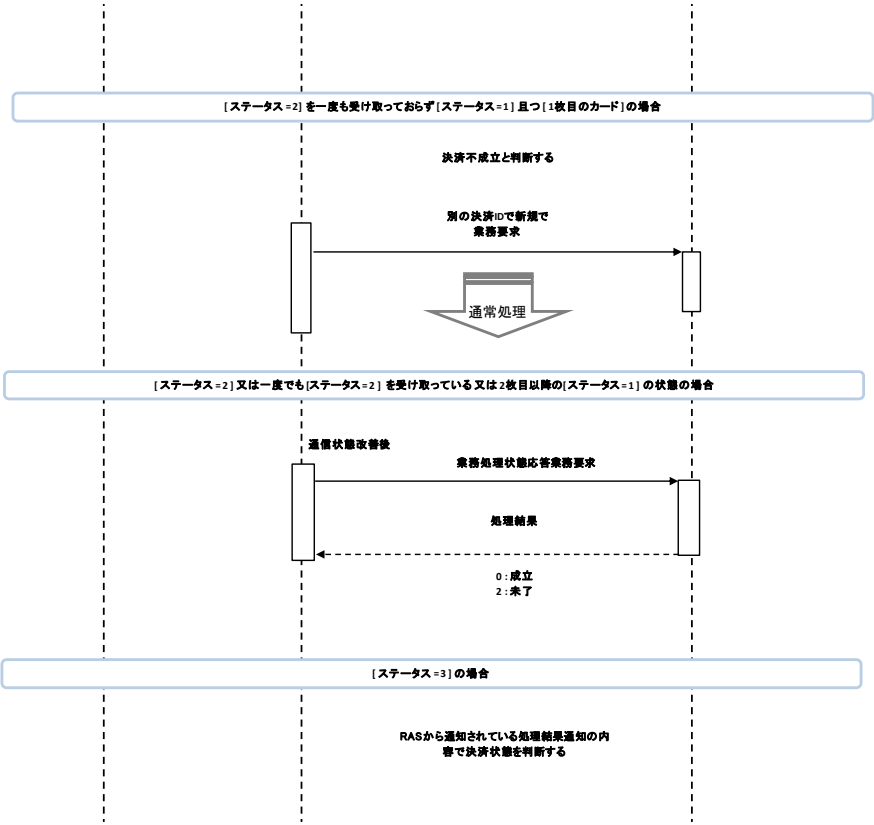 [ステータス=2] を一度も受け取っておらず[ステータス=1] 且つ[1枚目のカード]の場合
決済不成立と判断する
別の決済IDで新規で
業務要求
通常処理
[ステータス=2] 又は一度でも[ステータス=2] を受け取っている又は2枚目以降の[ステータス=1] の状態の場合
通信状態改善後
業務処理状態応答業務要求
処理結果
0:成立
2:未了
[ステータス=3] の場合
RASから通知されている処理結果通知の内
容で決済状態を判断する